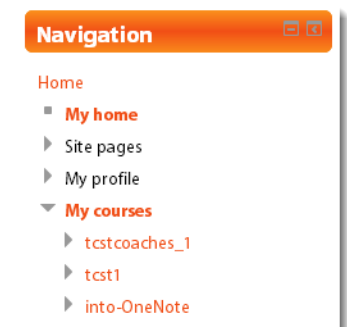 Navigation
Home
My home
Site pages
My profile
My courses
tcstcoaches_1
tcst1
into-OneNote